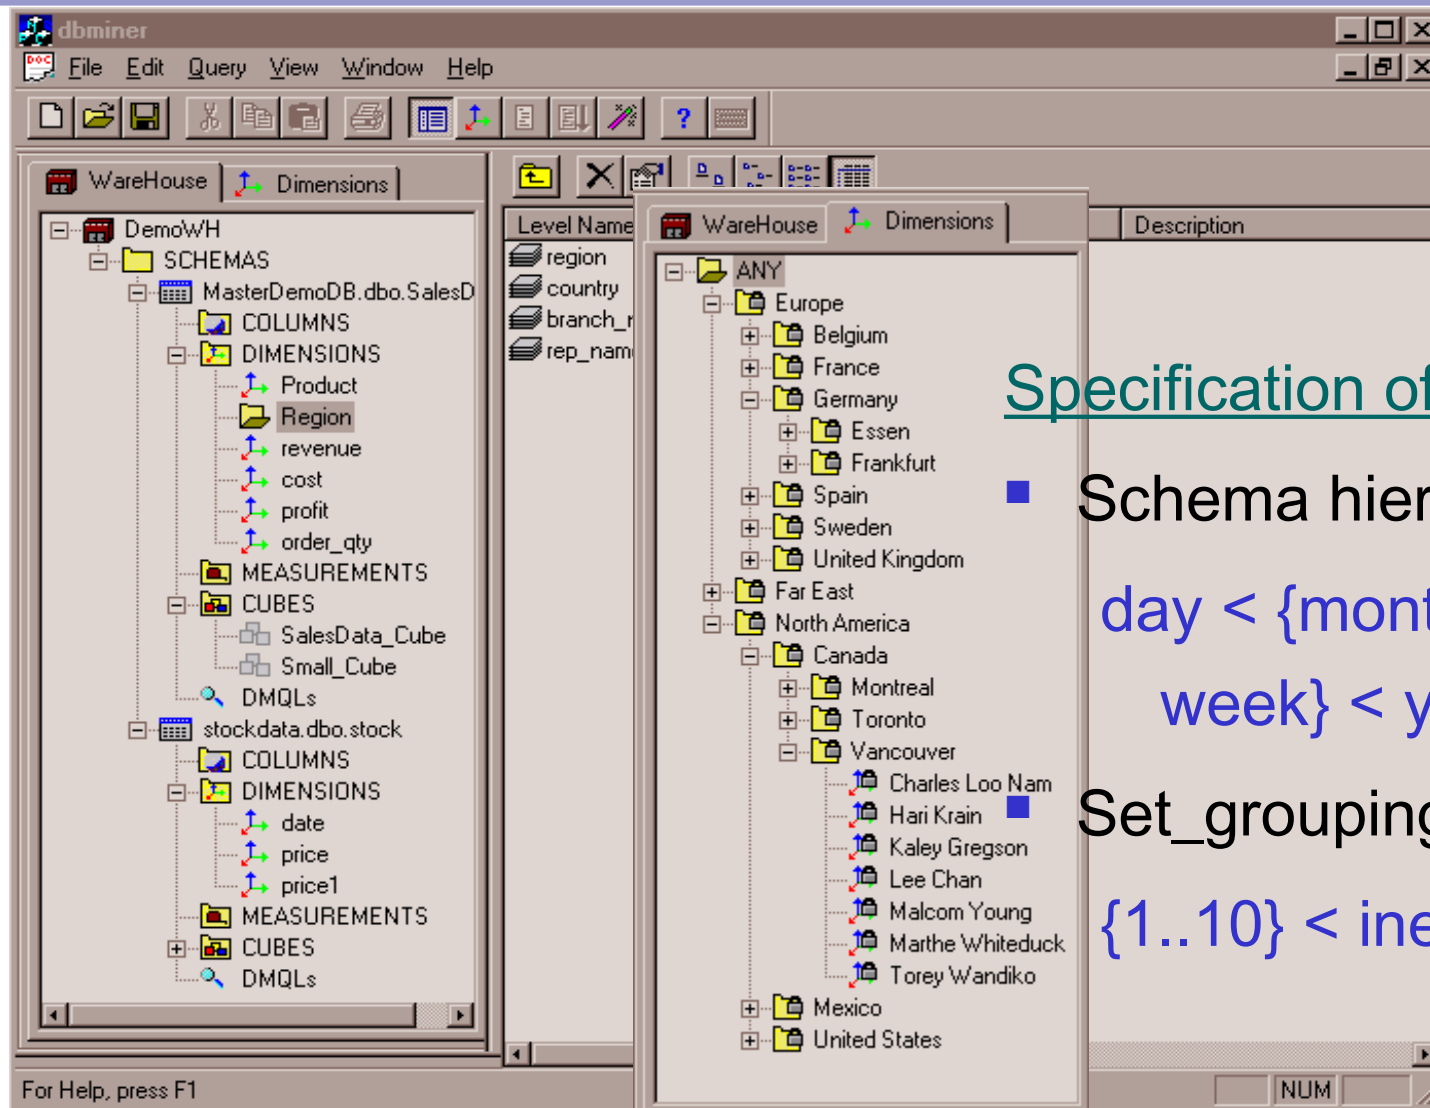 dbminer
File Edit Query View Window Help
WareHouse Dimensions
DemoWH
SCHEMAS
MasterDemoDB.dbo.SalesD
COLUMNS
DIMENSIONS
Product
Region
revenue
cost
profit
order_qty
MEASUREMENTS
CUBES
SalesData_Cube
Small_Cube
DMQLs
stockdata.dbo.stock
COLUMNS
DIMENSIONS
date
price
price1
MEASUREMENTS
CUBES
DMQLs
Level Name
region
country
branch_
rep_nam
Description
WareHouse Dimensions
ANY
Europe
Belgium
France
Germany
Essen
Frankfurt
Spain
Sweden
United Kingdom
Far East
North America
Canada
Montreal
Toronto
Vancouver
Charles Loo Nam
Hari Krain
Kaley Gregson
Lee Chan
Malcom Young
Marthe Whiteduck
Torey Wandiko
Mexico
United States
Specification of
Schema hier
day < {mont
week} < y
Set_grouping
{1..10} < ine
For Help, press F1
NUM